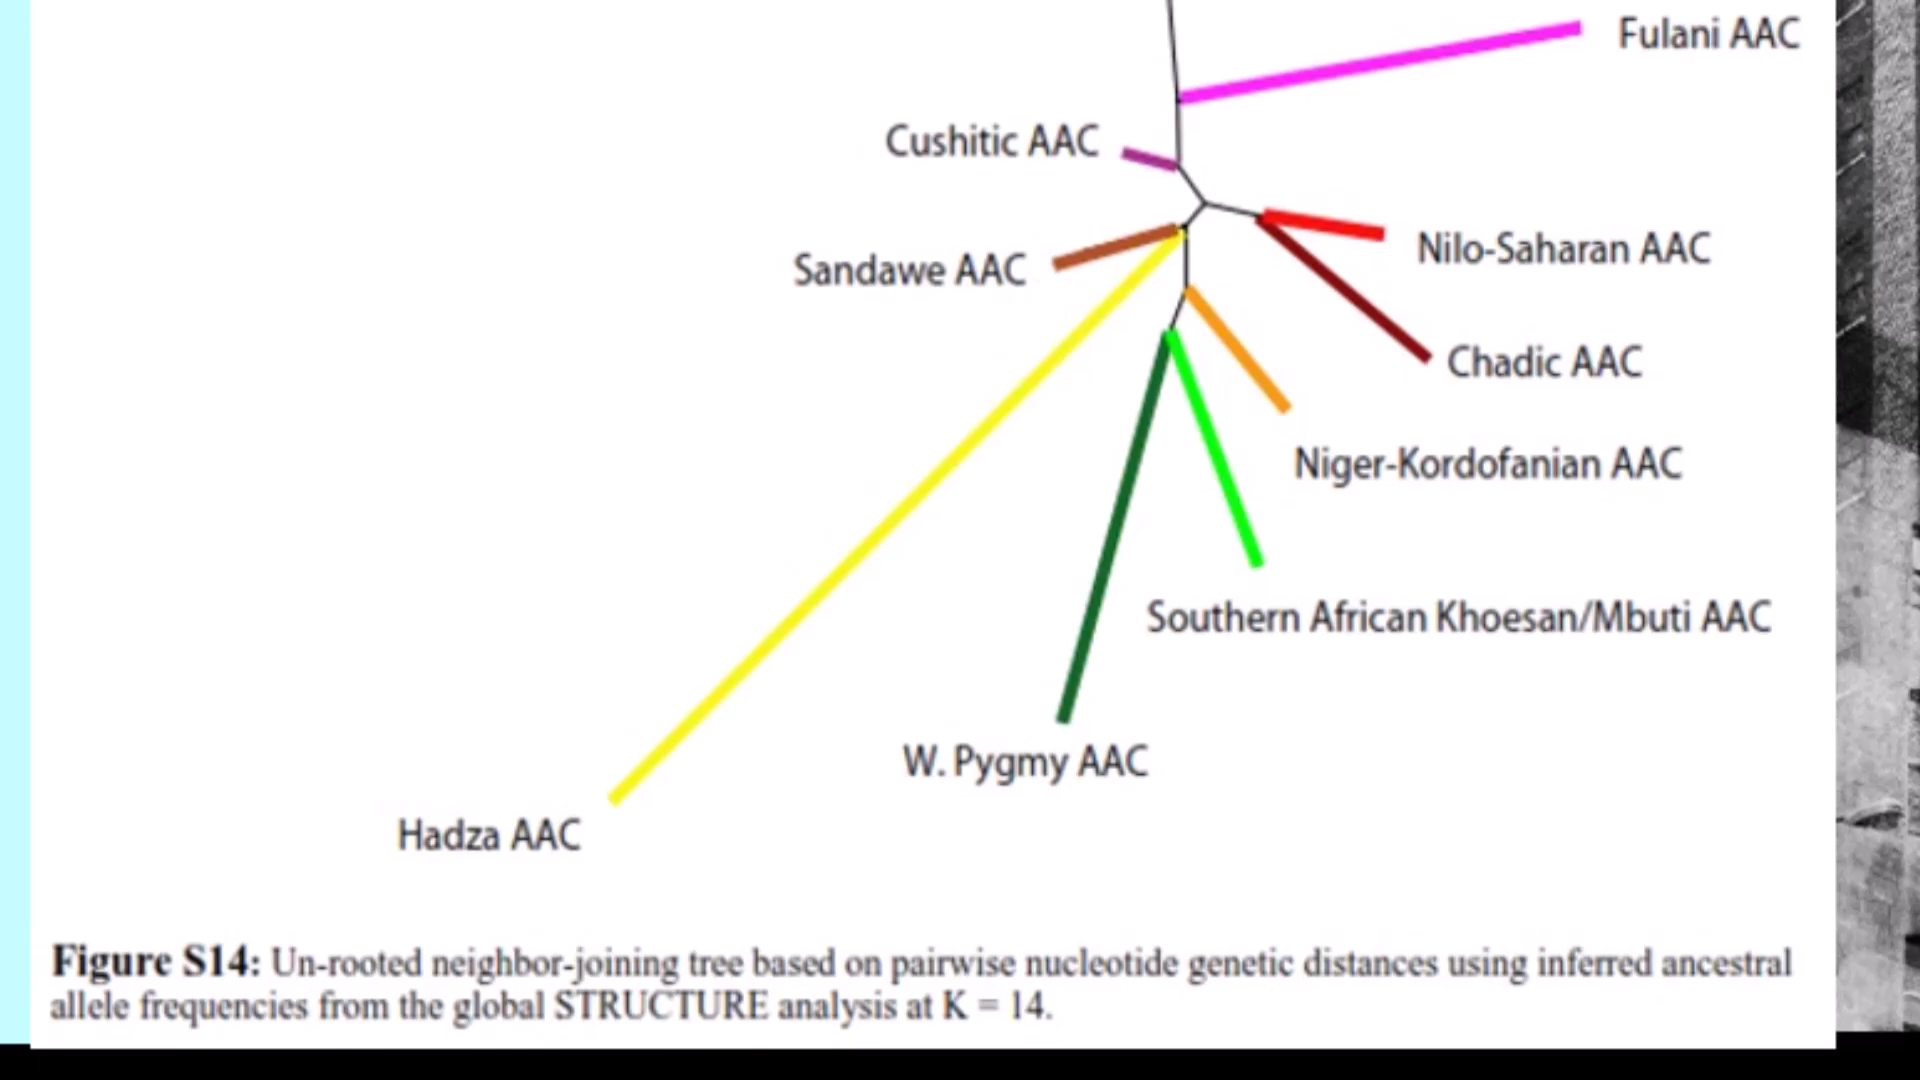 Fulani AAC
Cushitic AAC
Nilo-Saharan AAC
Sandawe AAC
Chadic AAC
Niger-Kordofanian AAC
Southern African Khoesan/Mbuti AAC
W. Pygmy AAC
Hadza AAC
Figure S14: Un-rooted neighbor-joining tree based on pairwise nucleotide genetic distances using inferred ancestral
allele frequencies from the global STRUCTURE analysis at K = 14.